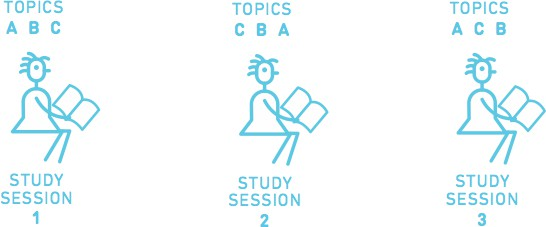 TOPICS
A B C
STUDY
SESSION
1
TOPICS
C B A
STUDY
SESSION
2
TOPICS
A C B
STUDY
SESSION
3